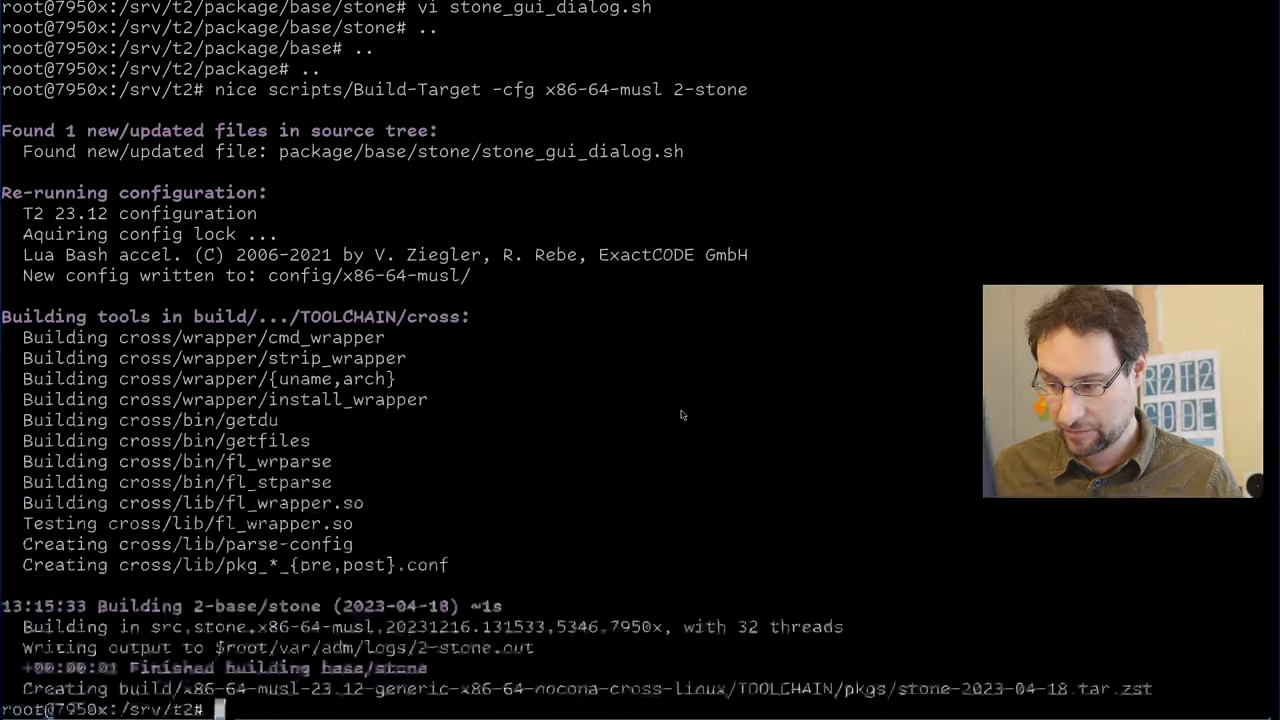 root@7950x:/srv/t2/package/base/stone# vi stone_gui_dialog.sh
root@7950x:/srv/t2/package/base/stone# ..
root@7950x:/srv/t2/package/base# ..
root@7950x:/srv/t2/package# ..
root@7950x:/srv/t2# nice scripts/Build-Target -cfg x86-64-musl 2-stone
Found 1 new/updated files in source tree:
Found new/updated file: package/base/stone/stone_gui_dialog.sh
Re-running configuration:
T2 23.12 configuration
Aquiring config lock ...
Lua Bash accel. (C) 2006-2021 by V. Ziegler, R. Rebe, ExactCODE GmbH
New config written to: config/x86-64-musl/
Building tools in build/.../TOOLCHAIN/cross:
Building cross/wrapper/cmd_wrapper
Building cross/wrapper/strip_wrapper
Building cross/wrapper/{uname,arch}
Building cross/wrapper/install_wrapper
Building cross/bin/getdu
Building cross/bin/getfiles
Building cross/bin/fl_wrparse
Building cross/bin/fl_stparse
Building cross/lib/fl_wrapper.so
Testing cross/lib/fl_wrapper.so
Creating cross/lib/parse-config
Creating cross/lib/pkg_*_{pre,post}.conf
13:15:33 Building 2-base/stone (2023-04-18) ~1s
Building in src.stone.x86-64-musl.20231216.131533.5346.7950x, with 32 threads
Writing output to $root/var/adm/logs/2-stone.out
+00:00:01 Finished building base/stone
Creating build/x86-64-musl-23.12-generic-x86-64-nocona-cross-linux/TOOLCHAIN/pkgs/stone-2023-04-18.tar.zst
root@7950x:/srv/t2#
R2T2
CODE